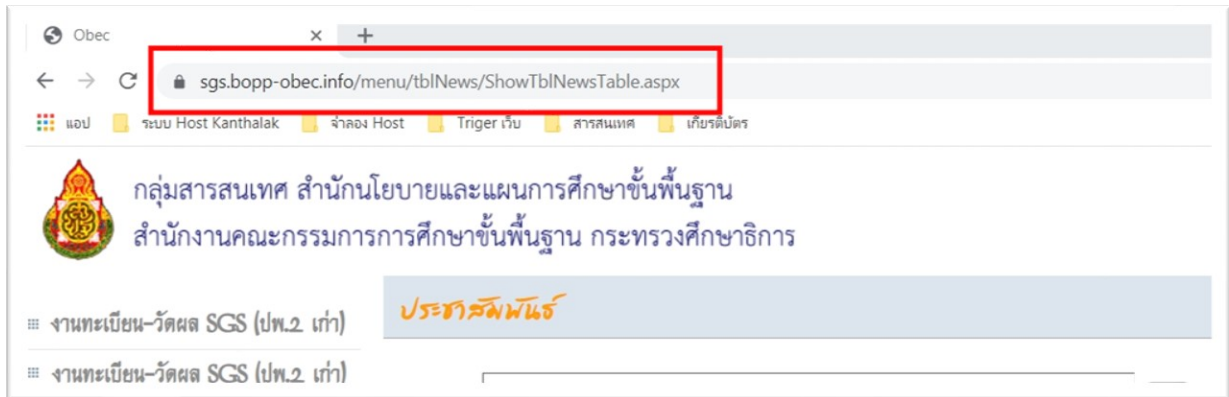 Obec
sgs.bopp-obec.info/menu/tblNews/ShowTblNewsTable.aspx
แอป ระบบ Host Kanthalak จำลอง Host Triger เว็บ สารสนเทศ เกียรติบัตร
กลุ่มสารสนเทศ สำนักนโยบายและแผนการศึกษาขั้นพื้นฐาน
สำนักงานคณะกรรมการการศึกษาขั้นพื้นฐาน กระทรวงศึกษาธิการ
ประชาสัมพันธ์
งานทะเบียน-วัดผล SGS (ปพ.2 เก่า)
งานทะเบียน-วัดผล SGS (ปพ.2 เก่า)